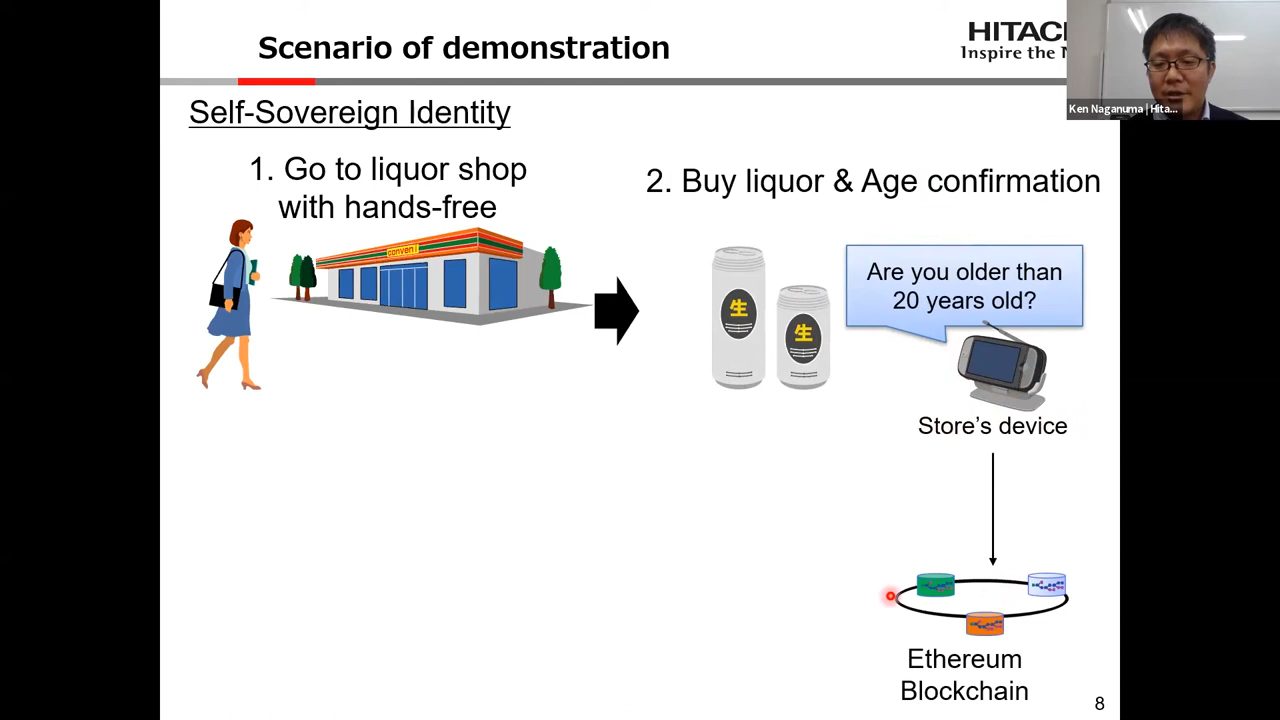 Scenario of demonstration
HITACH
Inspire the N
Ken Naganuma | Hita...
Self-Sovereign Identity
1. Go to liquor shop
with hands-free
2. Buy liquor & Age confirmation
conveni
生
生
Are you older than
20 years old?
Store's device
Ethereum
Blockchain
8